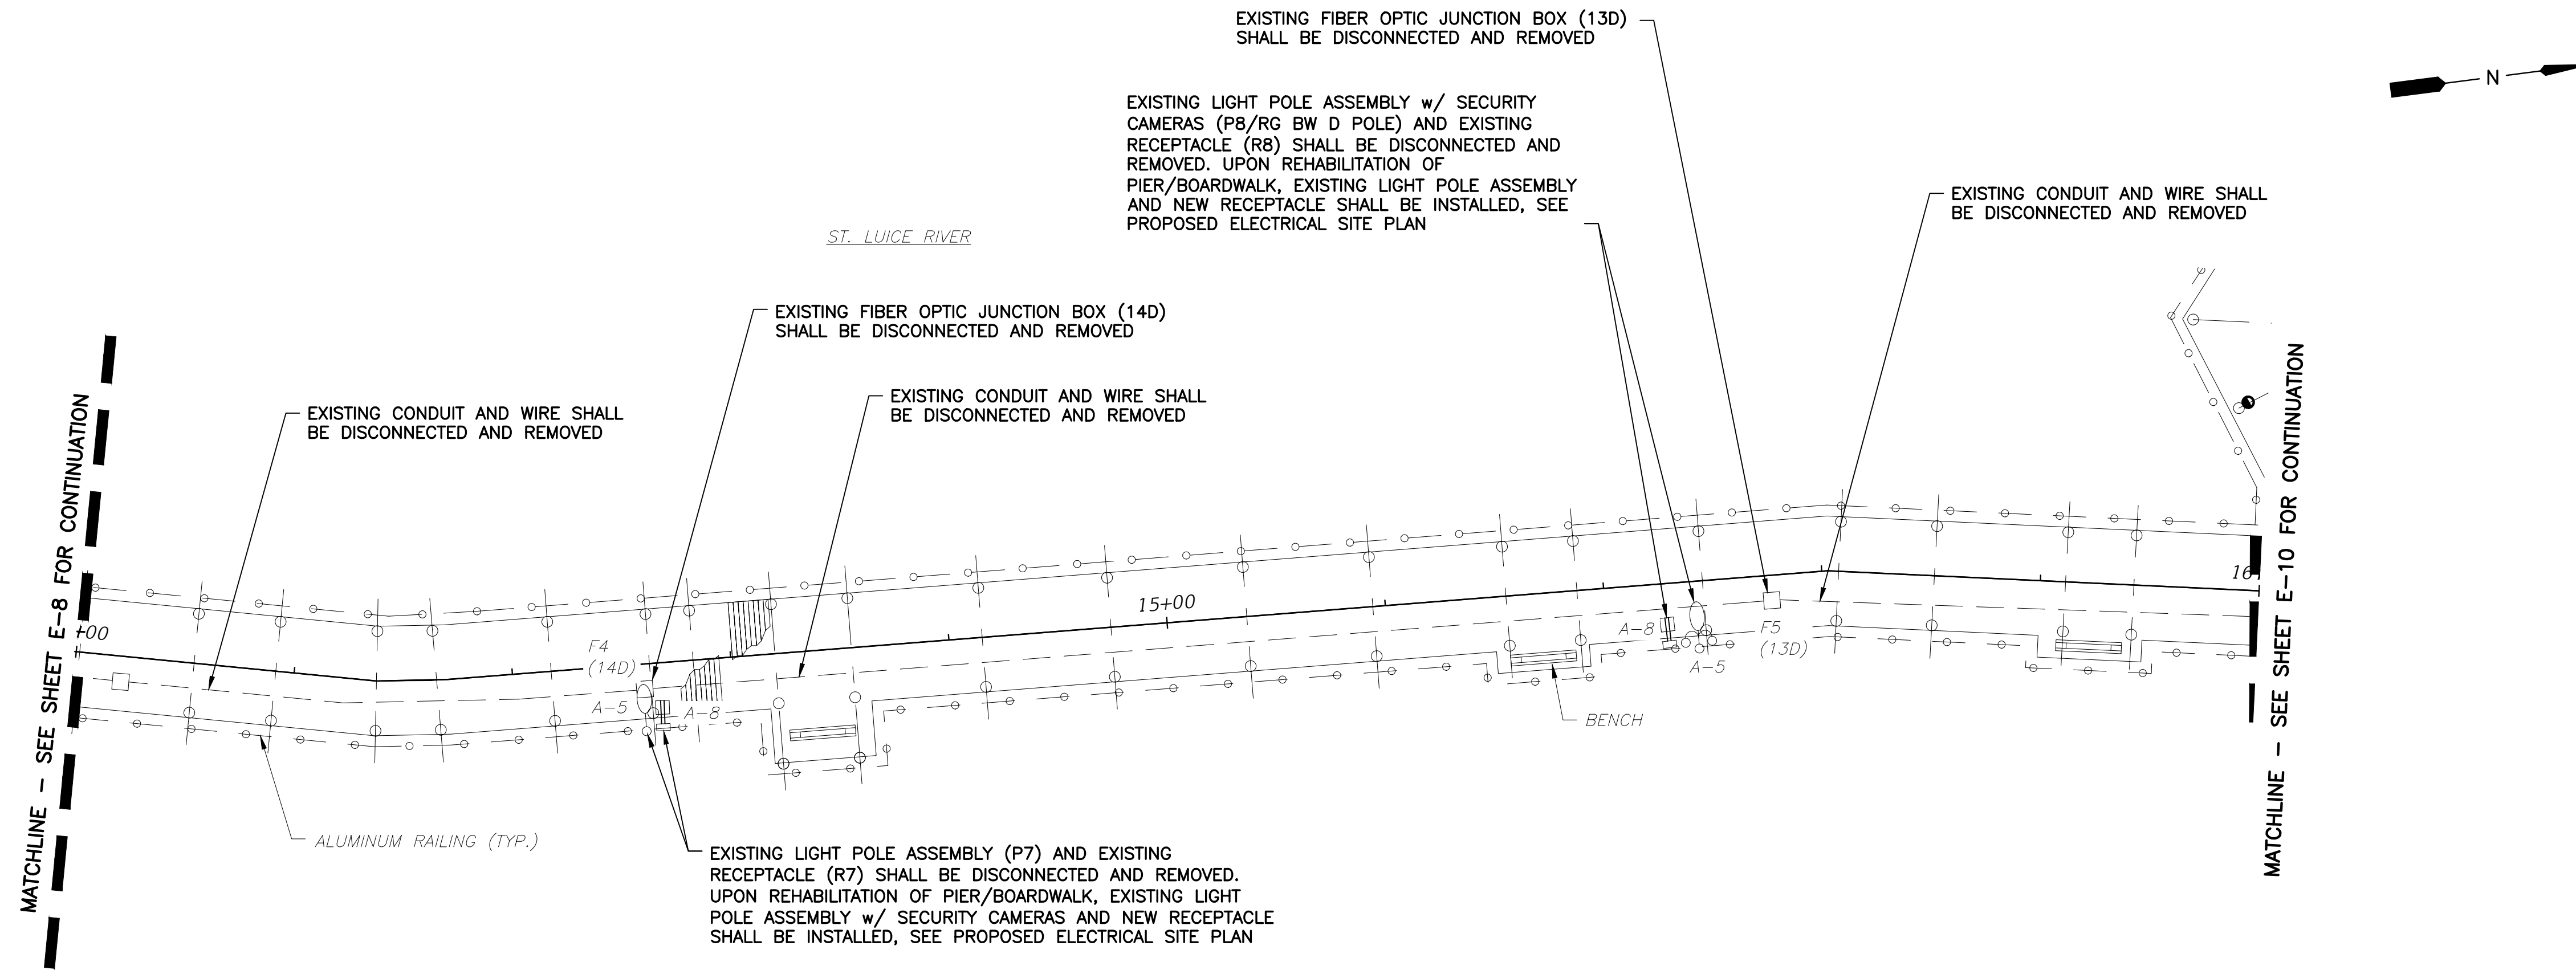 EXISTING FIBER OPTIC JUNCTION BOX (13D)
SHALL BE DISCONNECTED AND REMOVED
N
EXISTING LIGHT POLE ASSEMBLY w/ SECURITY
CAMERAS (P8/RG BW D POLE) AND EXISTING
RECEPTACLE (R8) SHALL BE DISCONNECTED AND
REMOVED. UPON REHABILITATION OF
PIER/BOARDWALK, EXISTING LIGHT POLE ASSEMBLY
AND NEW RECEPTACLE SHALL BE INSTALLED, SEE
PROPOSED ELECTRICAL SITE PLAN
EXISTING CONDUIT AND WIRE SHALL
BE DISCONNECTED AND REMOVED
ST. LUICE RIVER
EXISTING FIBER OPTIC JUNCTION BOX (14D)
SHALL BE DISCONNECTED AND REMOVED
EXISTING CONDUIT AND WIRE SHALL
BE DISCONNECTED AND REMOVED
EXISTING CONDUIT AND WIRE SHALL
BE DISCONNECTED AND REMOVED
MATCHLINE - SEE SHEET E-8 FOR CONTINUATION
MATCHLINE - SEE SHEET E-10 FOR CONTINUATION
+00
15+00
16
F4
(14D)
A-5
A-8
A-8
A-5
F5
(13D)
BENCH
ALUMINUM RAILING (TYP.)
EXISTING LIGHT POLE ASSEMBLY (P7) AND EXISTING
RECEPTACLE (R7) SHALL BE DISCONNECTED AND REMOVED.
UPON REHABILITATION OF PIER/BOARDWALK, EXISTING LIGHT
POLE ASSEMBLY w/ SECURITY CAMERAS AND NEW RECEPTACLE
SHALL BE INSTALLED, SEE PROPOSED ELECTRICAL SITE PLAN